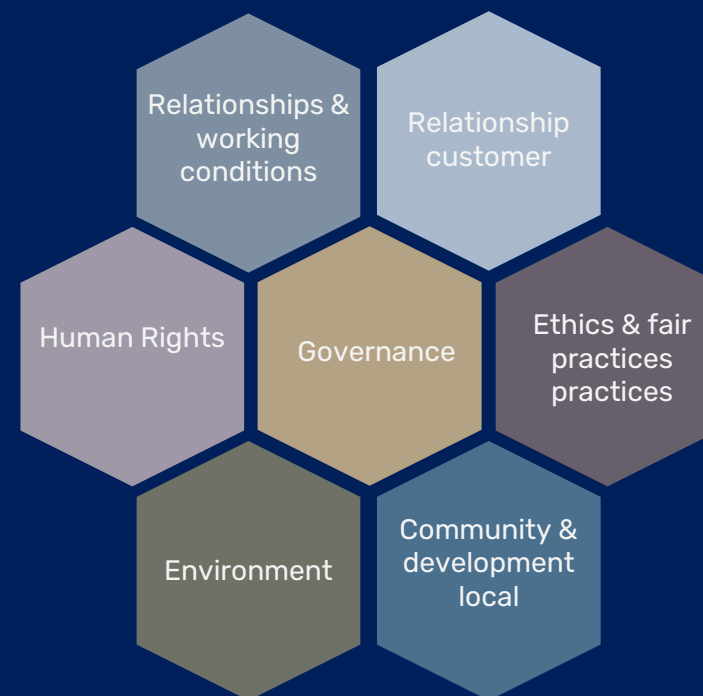 Relationships &
working
conditions
Relationship
customer
Human Rights
Governance
Ethics & fair
practices
practices
Environment
Community &
development
local